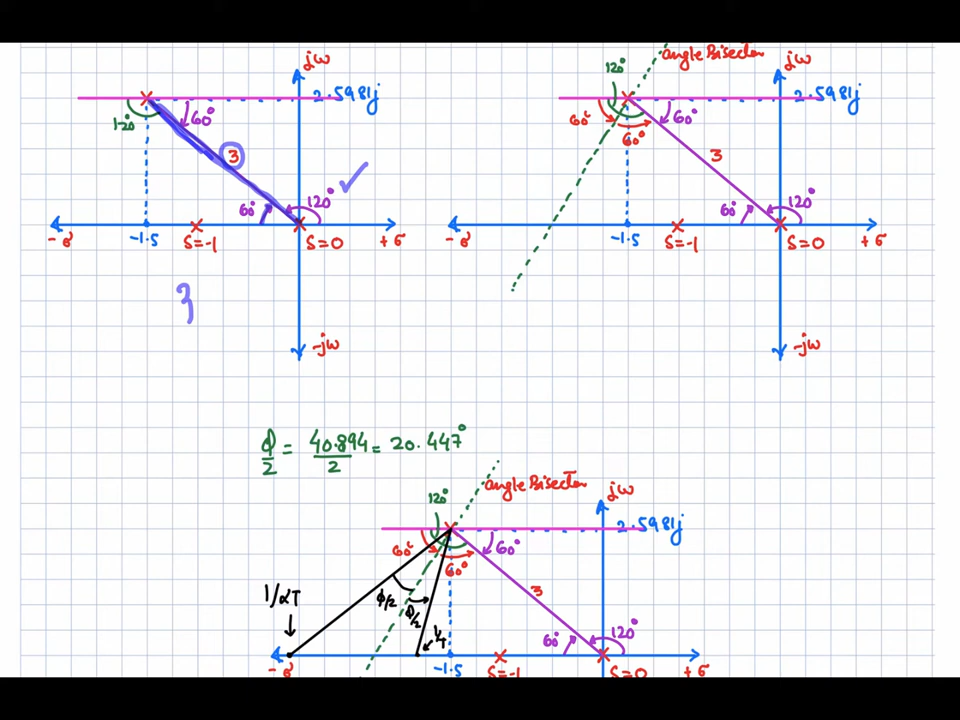 jω
2.5981j
120°
60°
3
120°
60°
-σ
-1.5
S=-1
S=0
+σ
-jω
}
angle Bisector
jω
120°
2.5981j
60°
60°
60°
3
120°
60°
-σ
-1.5
S=-1
S=0
+σ
-jω
ϕ/2 = 40.894/2 = 20.447°
angle Bisector
jω
120°
2.5981j
60°
60°
60°
3
1/αT
ϕ/2
ϕ/2
1/T
120°
60°
-σ
-1.5
S=-1
S=0
+σ